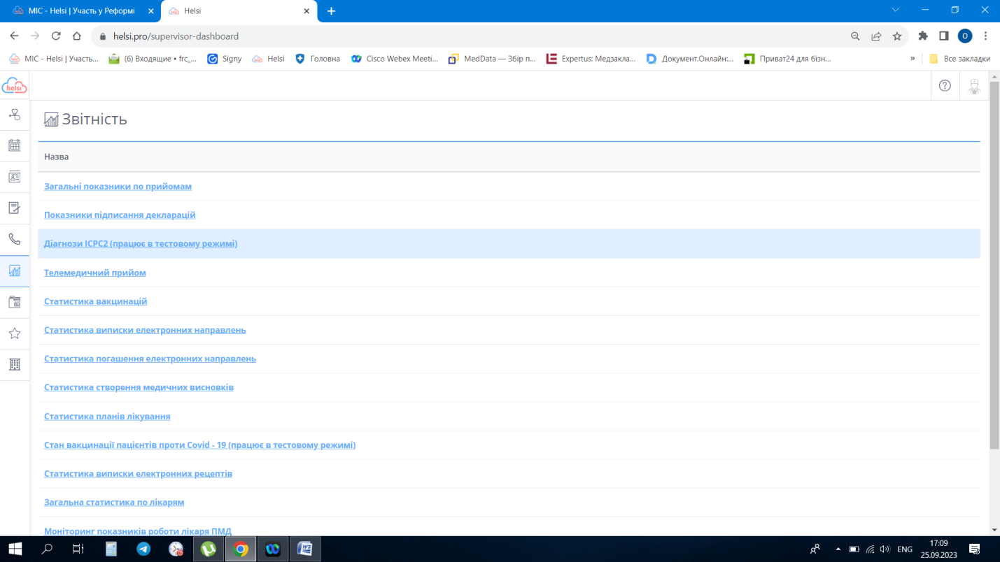 MIC - Helsi | Участь у Реформі
Helsi
helsi.pro/supervisor-dashboard
О
MIC - Helsi | Участь...
(6) Входящие • frc_...
Signy
Helsi
Головна
Cisco Webex Meeti...
MedData — Збір п...
Expertus: Медзакла...
Документ.Онлайн:...
Приват24 для бізн...
»
Все закладки
helsi
Звітність
Назва
Загальні показники по прийомам
Показники підписання декларацій
Діагнози ICPC2 (працює в тестовому режимі)
Телемедичний прийом
Статистика вакцинацій
Статистика виписки електронних направлень
Статистика погашення електронних направлень
Статистика створення медичних висновків
Статистика планів лікування
Стан вакцинації пацієнтів проти Covid - 19 (працює в тестовому режимі)
Статистика виписки електронних рецептів
Загальна статистика по лікарям
Моніторинг показників роботи лікаря ПМД
ENG
17:09
25.09.2023